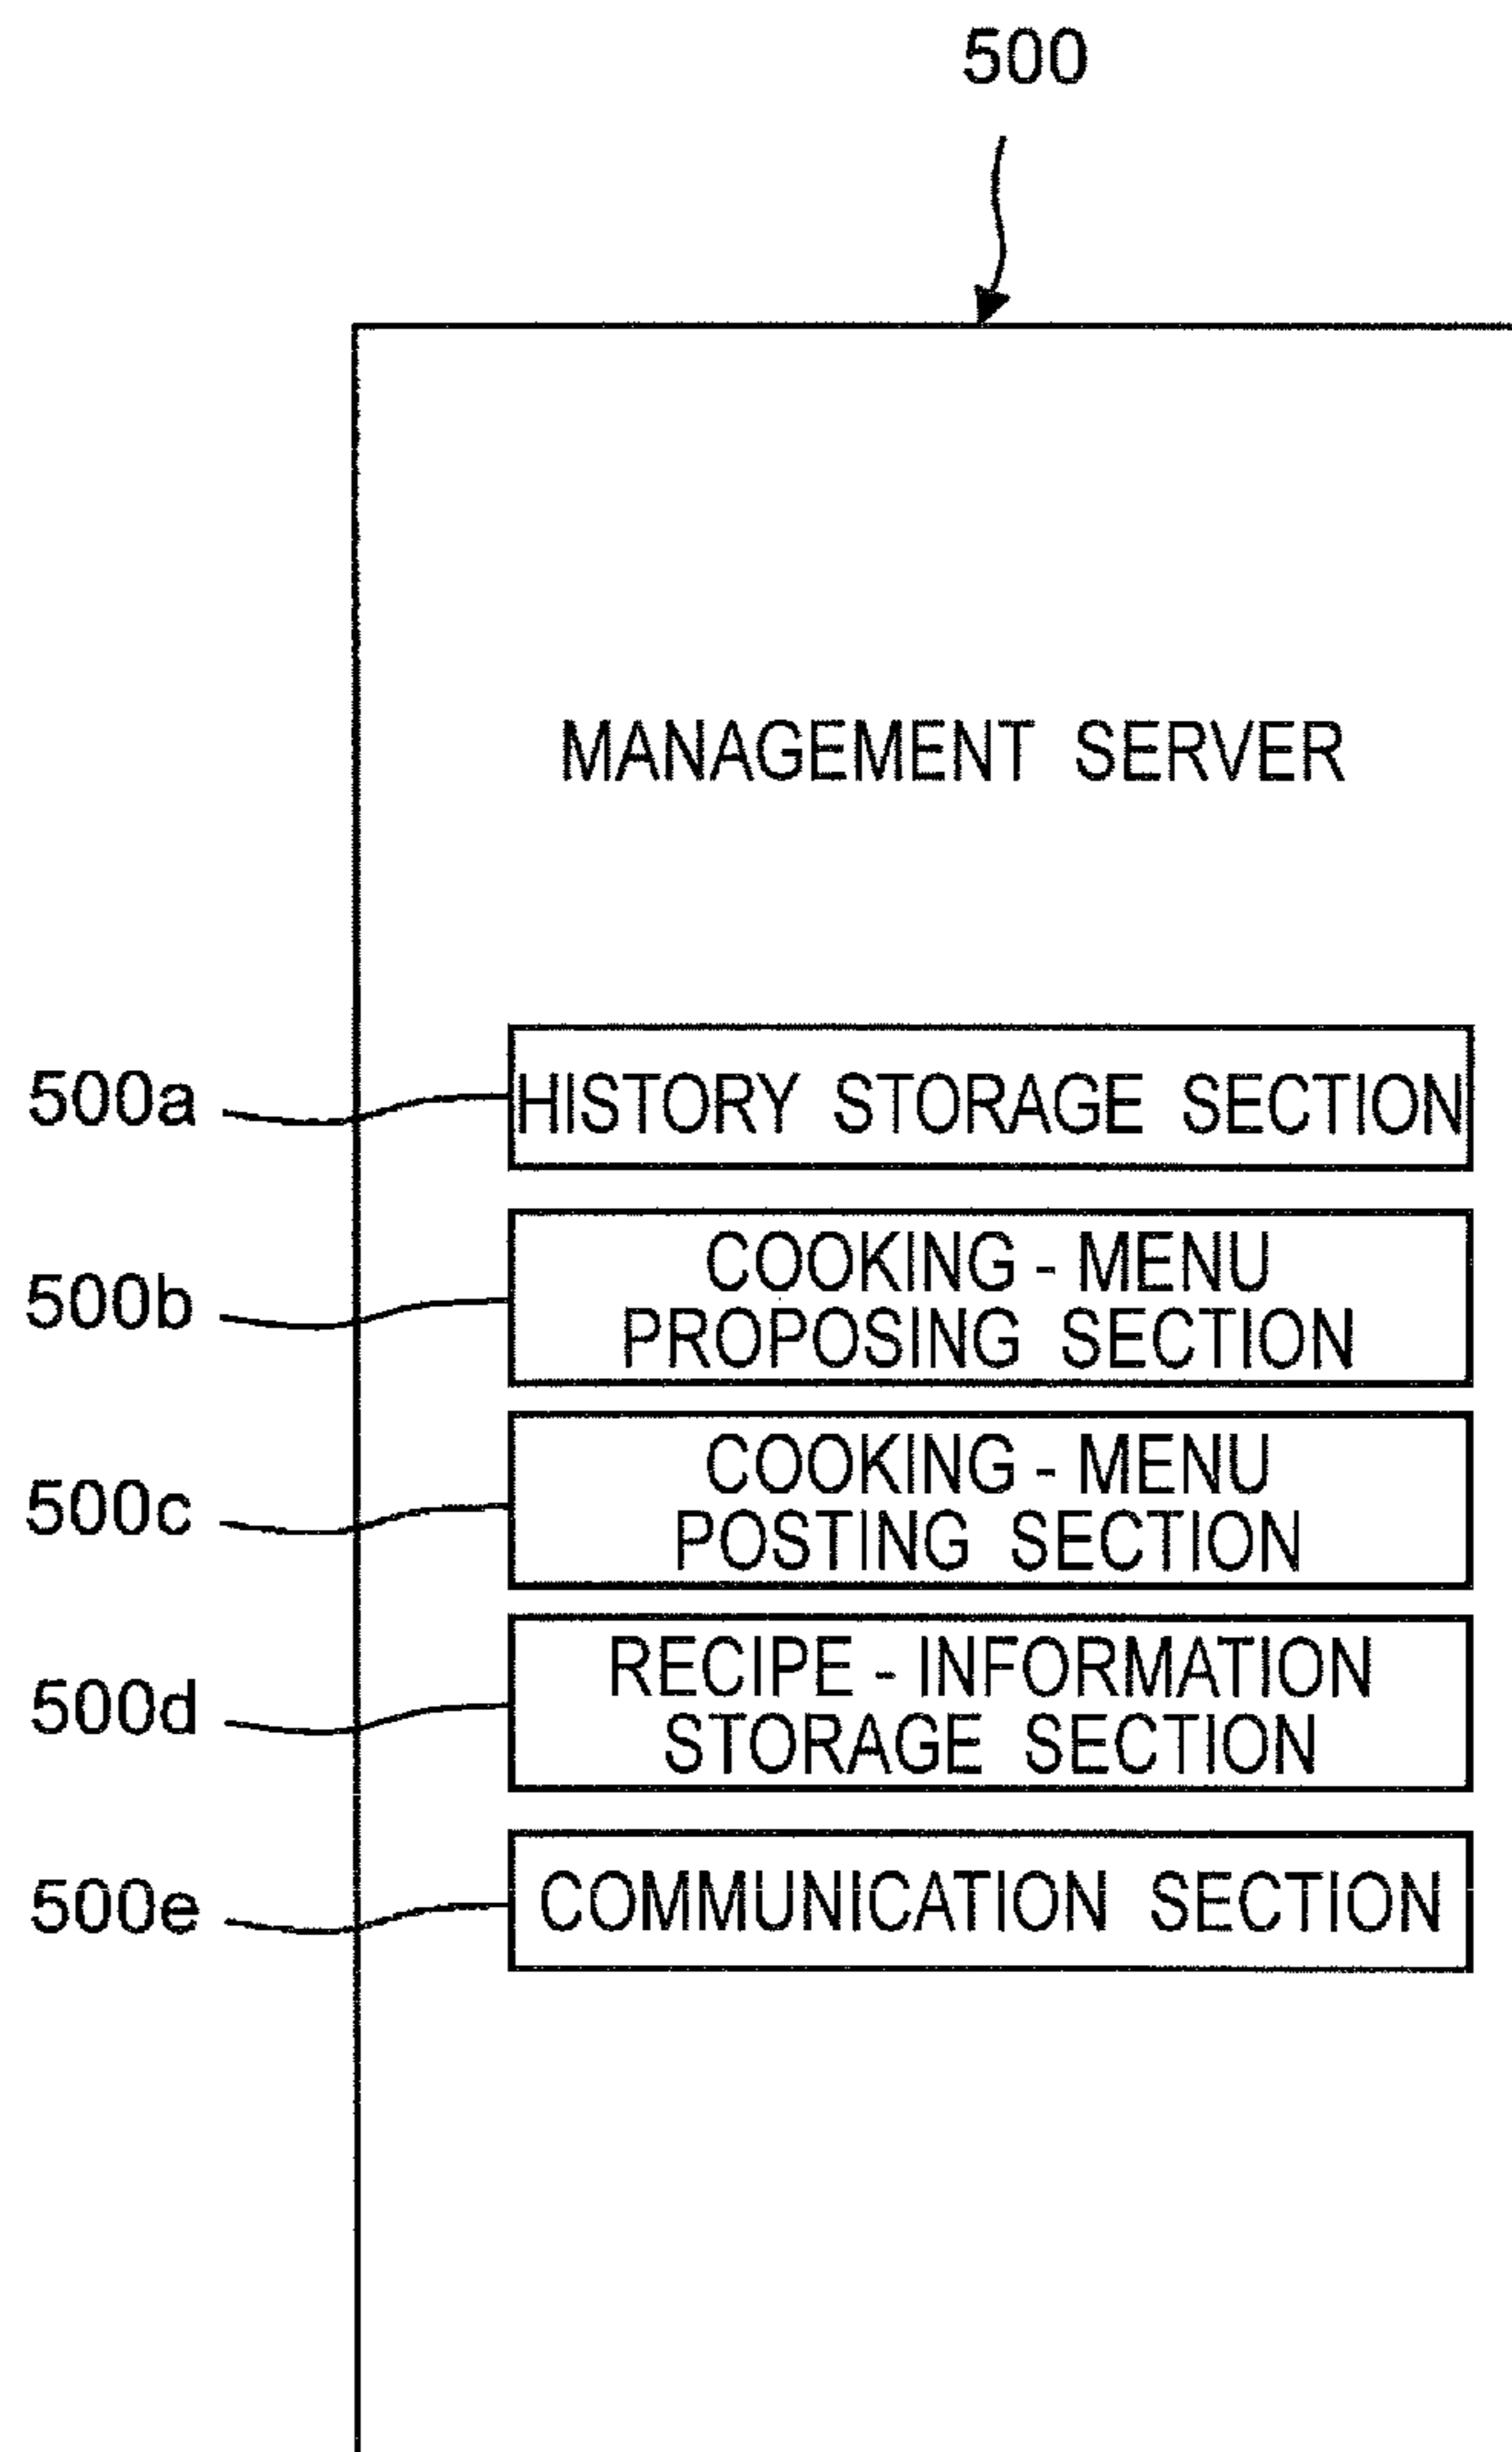 500
MANAGEMENT SERVER
500a
HISTORY STORAGE SECTION
500b
COOKING - MENU
PROPOSING SECTION
500c
COOKING - MENU
POSTING SECTION
500d
RECIPE - INFORMATION
STORAGE SECTION
500e
COMMUNICATION SECTION